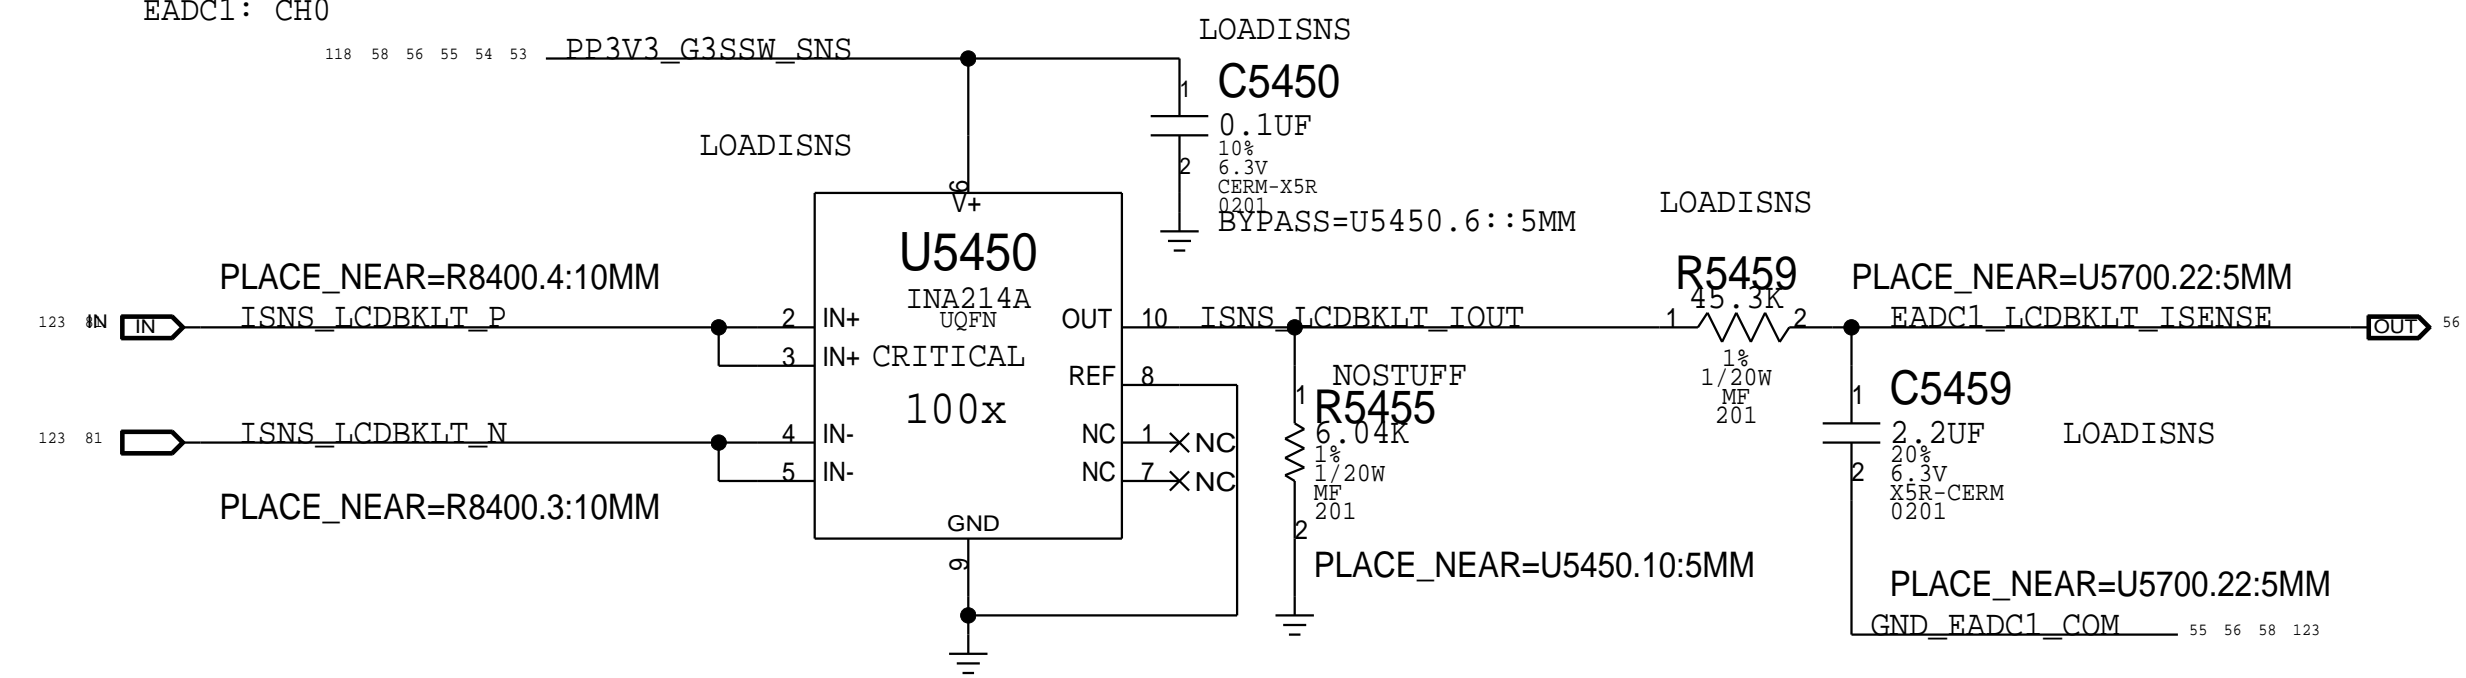 EADC1: CH0
LOADISNS
118 58 56 55 54 53 PP3V3_G3SSW_SNS
1
C5450
0.1UF
10%
6.3V
CERM-X5R
0201
2
BYPASS=U5450.6::5MM
LOADISNS
6
V+
LOADISNS
U5450
INA214A
UQFN
CRITICAL
100x
PLACE_NEAR=R8400.4:10MM
123 IN IN ISNS_LCDBKLT_P
2 IN+
3 IN+
OUT 10 ISNS_LCDBKLT_IOUT
REF 8
R5459
45.3K
1 2
1%
1/20W
MF
201
PLACE_NEAR=U5700.22:5MM
EADC1_LCDBKLT_ISENSE OUT 56
NOSTUFF
1
R5455
6.04K
1%
1/20W
MF
201
2
PLACE_NEAR=U5450.10:5MM
1
C5459
2.2UF
20%
6.3V
X5R-CERM
0201
2
LOADISNS
123 81 ISNS_LCDBKLT_N
4 IN-
5 IN-
NC 1 NC
NC 7 NC
PLACE_NEAR=R8400.3:10MM
GND
9
PLACE_NEAR=U5700.22:5MM
GND_EADC1_COM 55 56 58 123